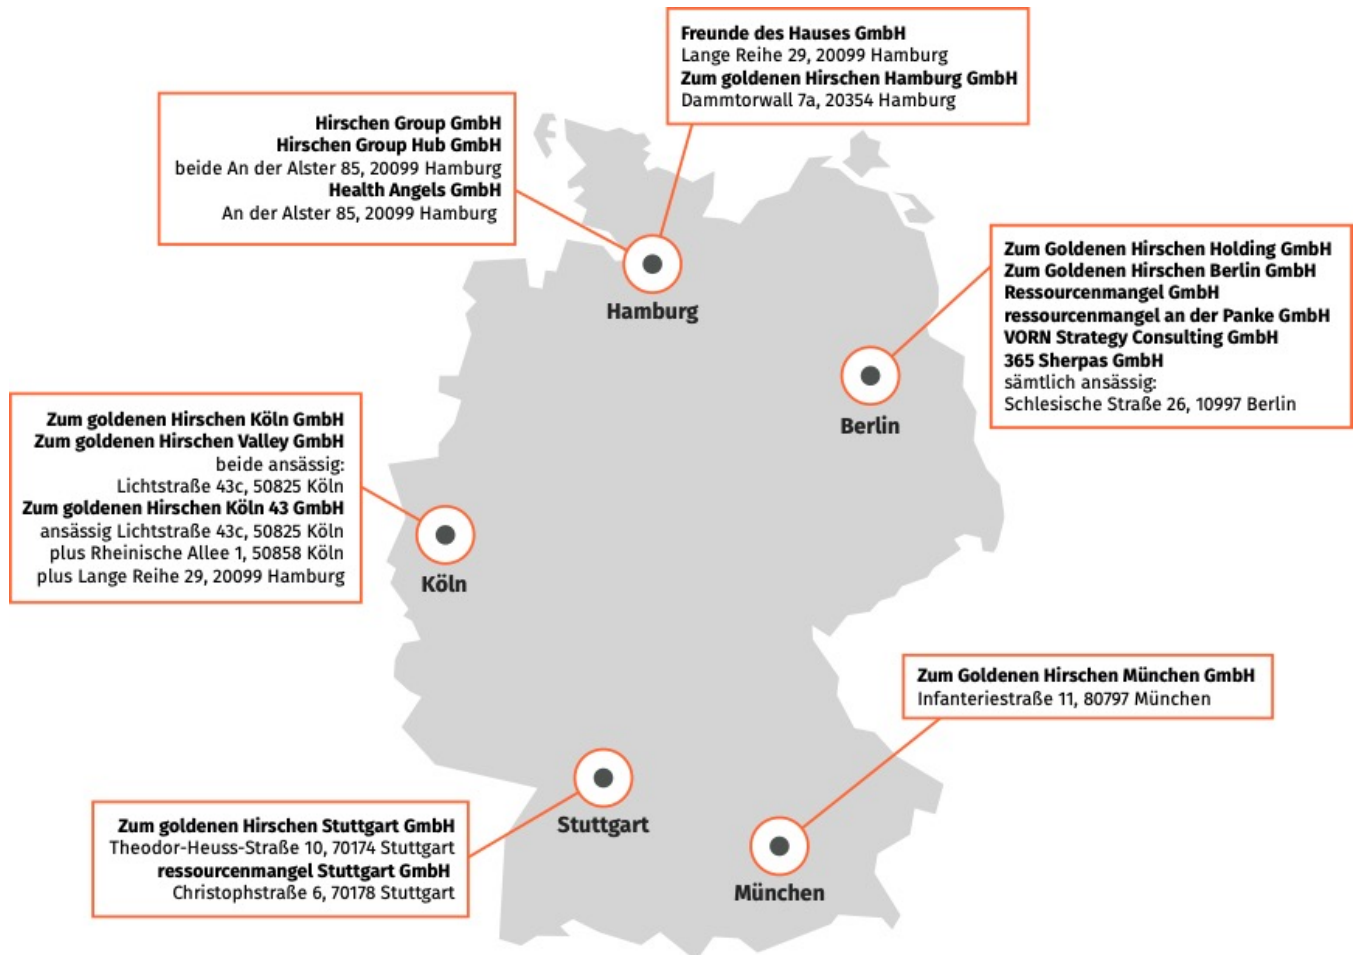 Freunde des Hauses GmbH
Lange Reihe 29, 20099 Hamburg
Zum goldenen Hirschen Hamburg GmbH
Dammtorwall 7a, 20354 Hamburg
Hirschen Group GmbH
Hirschen Group Hub GmbH
beide An der Alster 85, 20099 Hamburg
Health Angels GmbH
An der Alster 85, 20099 Hamburg
Hamburg
Zum Goldenen Hirschen Holding GmbH
Zum Goldenen Hirschen Berlin GmbH
Ressourcenmangel GmbH
ressourcenmangel an der Panke GmbH
VORN Strategy Consulting GmbH
365 Sherpas GmbH
sämtlich ansässig:
Schlesische Straße 26, 10997 Berlin
Berlin
Zum goldenen Hirschen Köln GmbH
Zum goldenen Hirschen Valley GmbH
beide ansässig:
Lichtstraße 43c, 50825 Köln
Zum goldenen Hirschen Köln 43 GmbH
ansässig Lichtstraße 43c, 50825 Köln
plus Rheinische Allee 1, 50858 Köln
plus Lange Reihe 29, 20099 Hamburg
Köln
Zum Goldenen Hirschen München GmbH
Infanteriestraße 11, 80797 München
Zum goldenen Hirschen Stuttgart GmbH
Theodor-Heuss-Straße 10, 70174 Stuttgart
ressourcenmangel Stuttgart GmbH
Christophstraße 6, 70178 Stuttgart
Stuttgart
München